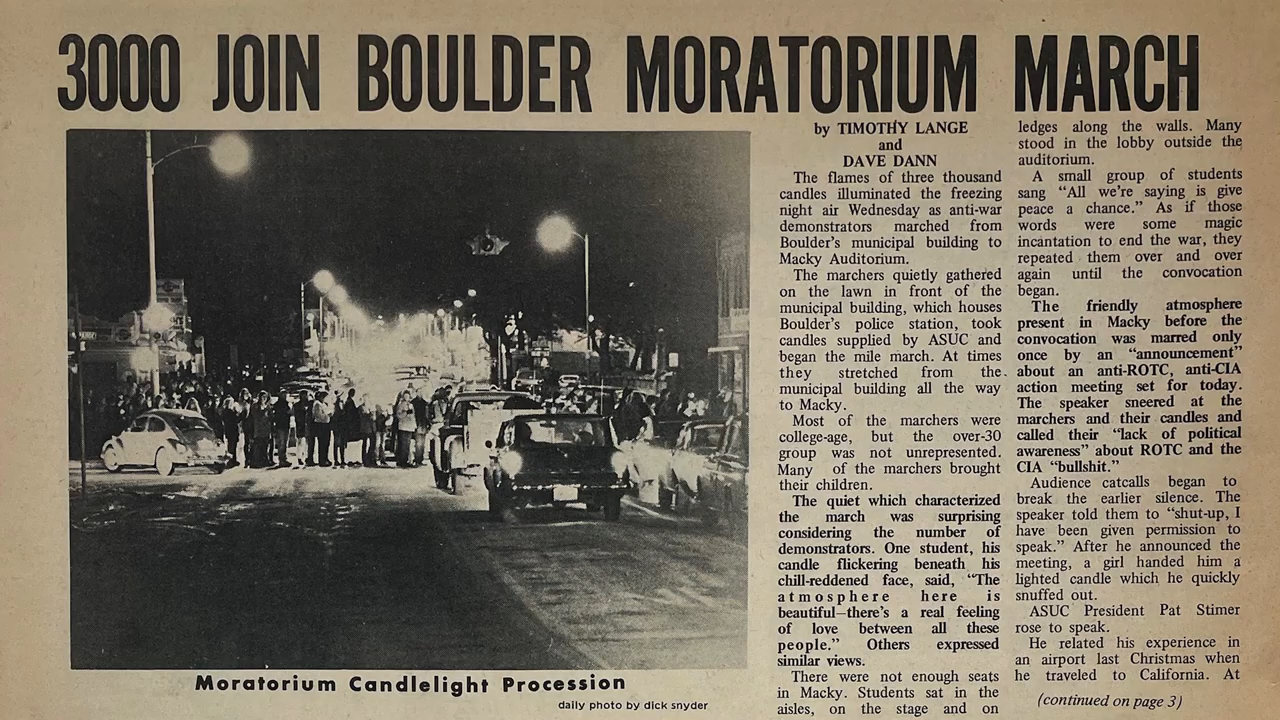 3000 JOIN BOULDER MORATORIUM MARCH
Moratorium Candlelight Procession
daily photo by dick snyder
by TIMOTHY LANGE
and
DAVE DANN
The flames of three thousand
candles illuminated the freezing
night air Wednesday as anti-war
demonstrators marched from
Boulder's municipal building to
Macky Auditorium.
The marchers quietly gathered
on the lawn in front of the
municipal building, which houses
Boulder's police station, took
candles supplied by ASUC and
began the mile march. At times
they stretched from the
municipal building all the way
to Macky.
Most of the marchers were
college-age, but the over-30
group was not unrepresented.
Many of the marchers brought
their children.
The quiet which characterized
the march was surprising
considering the number of
demonstrators. One student, his
candle flickering beneath his
chill-reddened face, said, "The
atmosphere here is
beautiful—there's a real feeling
of love between all these
people." Others expressed
similar views.
There were not enough seats
in Macky. Students sat in the
aisles, on the stage and on
ledges along the walls. Many
stood in the lobby outside the
auditorium.
A small group of students
sang "All we're saying is give
peace a chance." As if those
words were some magic
incantation to end the war, they
repeated them over and over
again until the convocation
began.
The friendly atmosphere
present in Macky before the
convocation was marred only
once by an "announcement"
about an anti-ROTC, anti-CIA
action meeting set for today.
The speaker sneered at the
marchers and their candles and
called their "lack of political
awareness" about ROTC and the
CIA "bullshit."
Audience catcalls began to
break the earlier silence. The
speaker told them to "shut-up, I
have been given permission to
speak." After he announced the
meeting, a girl handed him a
lighted candle which he quickly
snuffed out.
ASUC President Pat Stimer
rose to speak.
He related his experience in
an airport last Christmas when
he traveled to California. At
(continued on page 3)